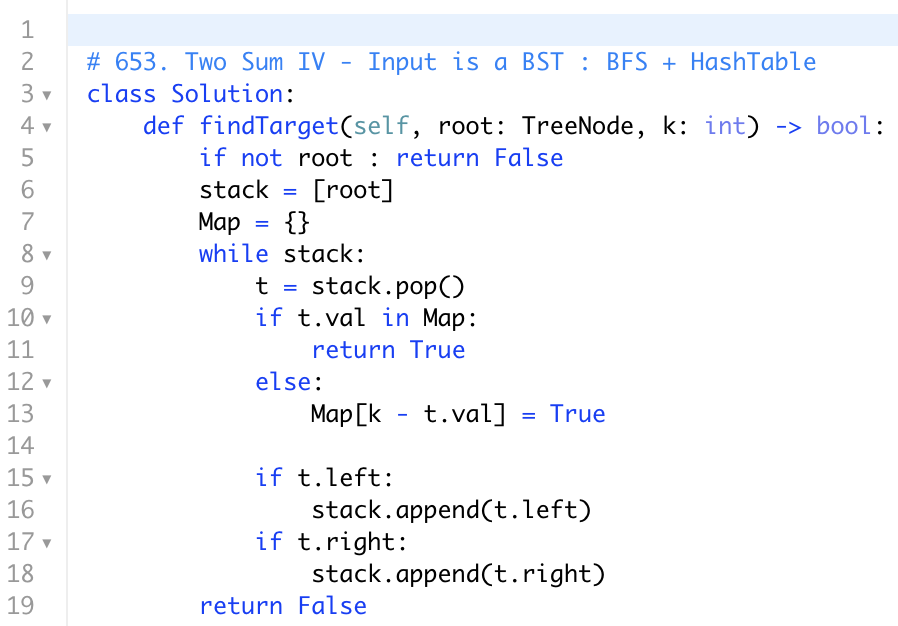 1
2 # 653. Two Sum IV - Input is a BST : BFS + HashTable
3 ▾ class Solution:
4 ▾     def findTarget(self, root: TreeNode, k: int) -> bool:
5         if not root : return False
6         stack = [root]
7         Map = {}
8 ▾         while stack:
9             t = stack.pop()
10 ▾             if t.val in Map:
11                 return True
12 ▾             else:
13                 Map[k - t.val] = True
14
15 ▾             if t.left:
16                 stack.append(t.left)
17 ▾             if t.right:
18                 stack.append(t.right)
19         return False